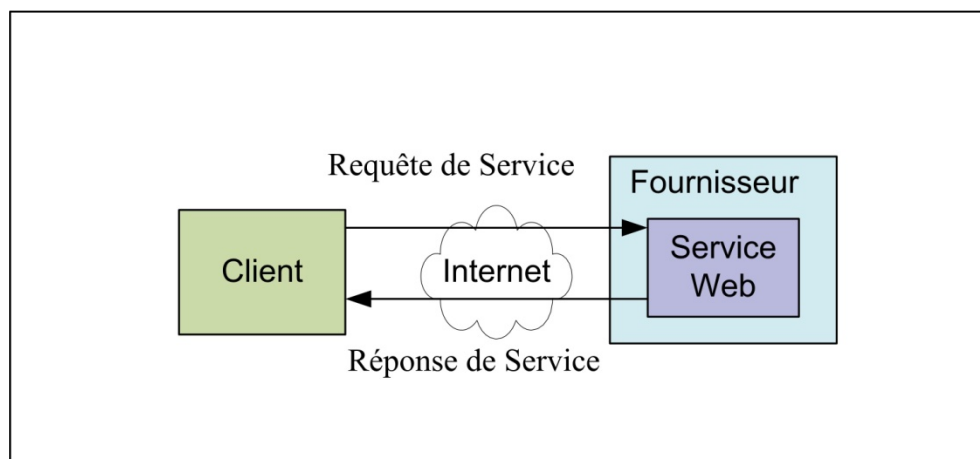 Requête de Service
Fournisseur
Client
Internet
Service
Web
Réponse de Service